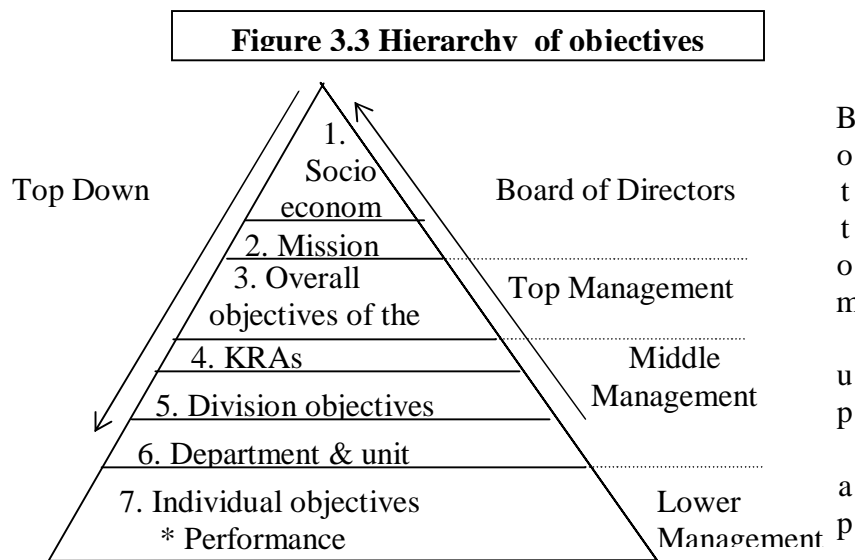 Figure 3.3 Hierarchy of objectives
Top Down
1.
Socio
econom
2. Mission
3. Overall
objectives of the
4. KRAs
5. Division objectives
6. Department & unit
7. Individual objectives
* Performance
Board of Directors
Top Management
Middle
Management
Lower
Management
B
o
t
t
o
m
u
p
a
p